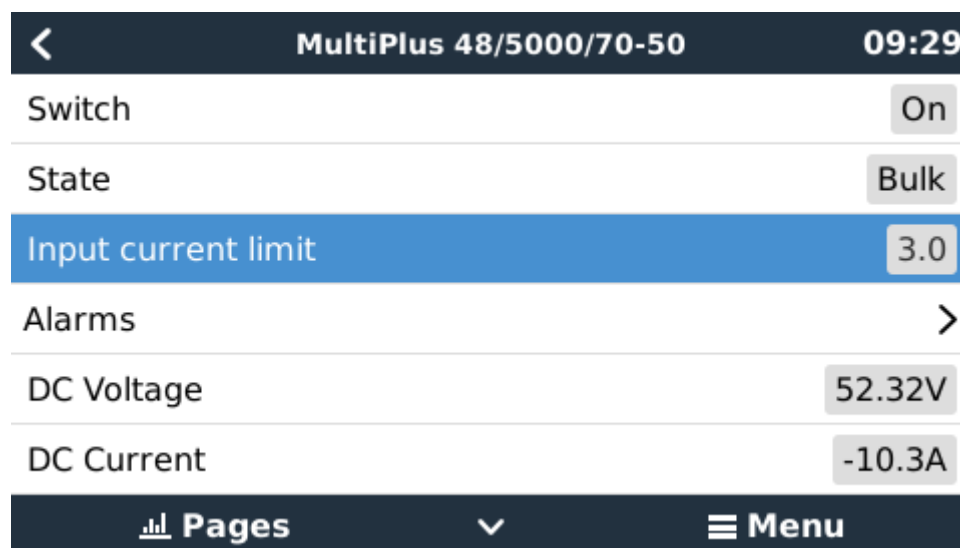 MultiPlus 48/5000/70-50 09:29
Switch On
State Bulk
Input current limit 3.0
Alarms
DC Voltage 52.32V
DC Current -10.3A
Pages Menu